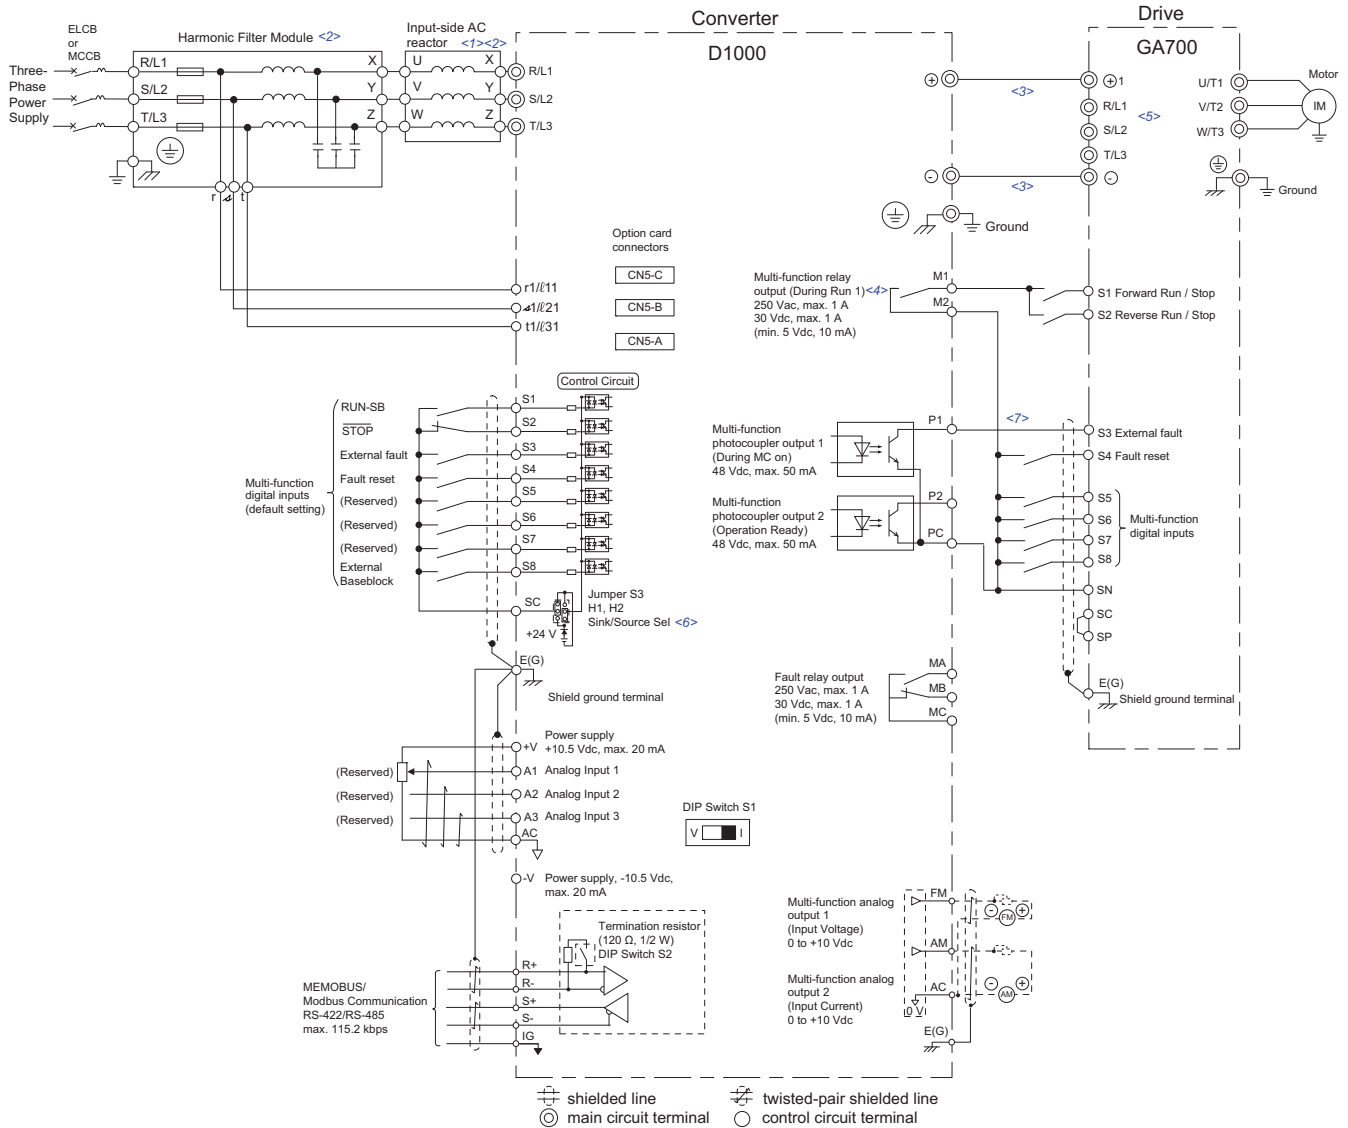 Converter
Drive
D1000
GA700
ELCB
or
MCCB
Harmonic Filter Module <2>
Input-side AC
reactor <1><2>
Three-
Phase
Power
Supply
R/L1
S/L2
T/L3
X
Y
Z
U
V
W
X
Y
Z
R/L1
S/L2
T/L3
r
t
+
<3>
+1
R/L1
S/L2
T/L3
<5>
-
<3>
-
U/T1
V/T2
W/T3
Motor
IM
Ground
Ground
Option card
connectors
CN5-C
CN5-B
CN5-A
r1/ℓ11
𝓈1/ℓ21
t1/ℓ31
Multi-function relay
output (During Run 1)<4>
250 Vac, max. 1 A
30 Vdc, max. 1 A
(min. 5 Vdc, 10 mA)
M1
M2
S1 Forward Run / Stop
S2 Reverse Run / Stop
Control Circuit
Multi-function
digital inputs
(default setting)
RUN-SB
STOP
External fault
Fault reset
(Reserved)
(Reserved)
(Reserved)
External
Baseblock
S1
S2
S3
S4
S5
S6
S7
S8
SC
+24 V
Jumper S3
H1, H2
Sink/Source Sel <6>
E(G)
Shield ground terminal
Multi-function
photocoupler output 1
(During MC on)
48 Vdc, max. 50 mA
P1
<7>
Multi-function
photocoupler output 2
(Operation Ready)
48 Vdc, max. 50 mA
P2
PC
S3 External fault
S4 Fault reset
S5
S6
S7
S8
Multi-function
digital inputs
SN
SC
SP
E(G)
Shield ground terminal
Fault relay output
250 Vac, max. 1 A
30 Vdc, max. 1 A
(min. 5 Vdc, 10 mA)
MA
MB
MC
+V
Power supply
+10.5 Vdc, max. 20 mA
(Reserved)
A1 Analog Input 1
(Reserved)
A2 Analog Input 2
(Reserved)
A3 Analog Input 3
AC
-V Power supply, -10.5 Vdc,
max. 20 mA
DIP Switch S1
V I
Termination resistor
(120 Ω, 1/2 W)
DIP Switch S2
MEMOBUS/
Modbus Communication
RS-422/RS-485
max. 115.2 kbps
R+
R-
S+
S-
IG
Multi-function analog
output 1
(Input Voltage)
0 to +10 Vdc
Multi-function analog
output 2
(Input Current)
0 to +10 Vdc
FM
AM
AC
0 V
E(G)
- FM +
- AM +
shielded line
twisted-pair shielded line
main circuit terminal
control circuit terminal